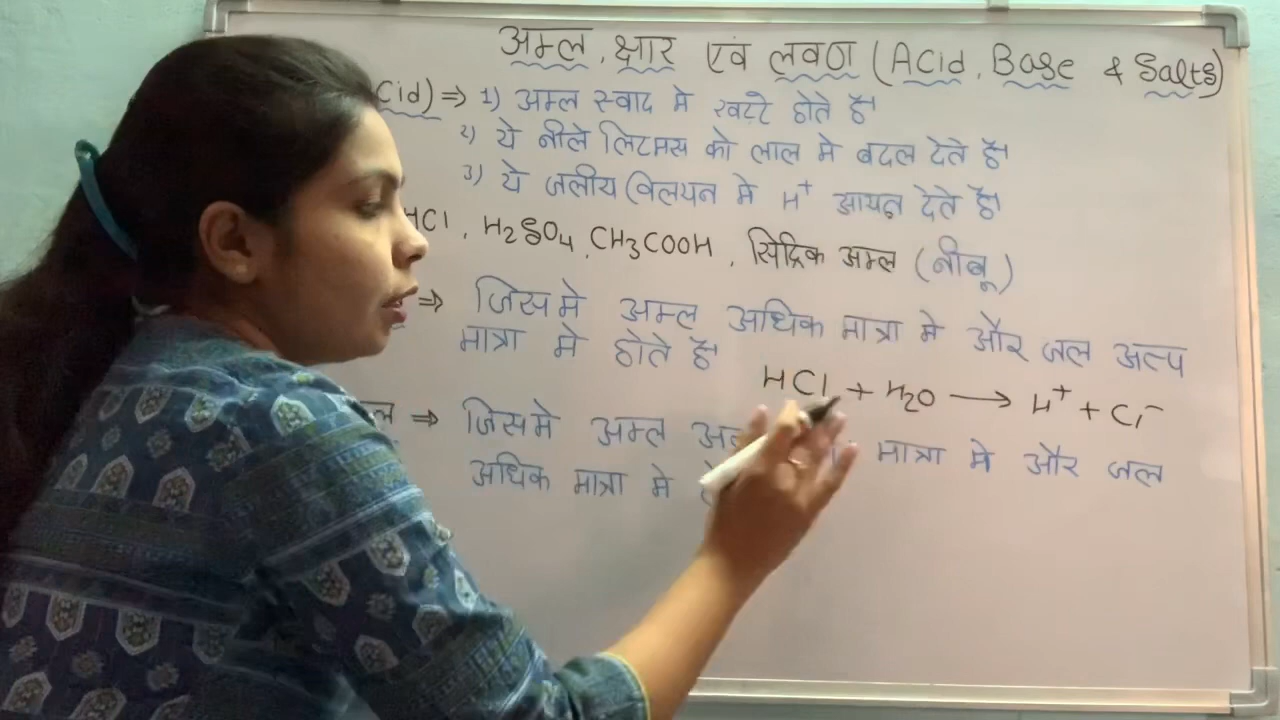 अम्ल, क्षार एवं लवण (Acid, Base & Salts)
cid) ⇒ 1) अम्ल स्वाद मे खट्टे होते हैं
2) ये नीले लिटमस को लाल मे बदल देते हैं
3) ये जलीय विलयन मे H⁺ आयन देते हैं
HCl, H₂SO₄, CH₃COOH, सिट्रिक अम्ल (नीबू)
⇒ जिसमे अम्ल अधिक मात्रा मे और जल अल्प
मात्रा मे होते हैं
HCl + H₂O ⟶ H⁺ + Cl⁻
⇒ जिसमे अम्ल मात्रा मे और जल
अधिक मात्रा मे